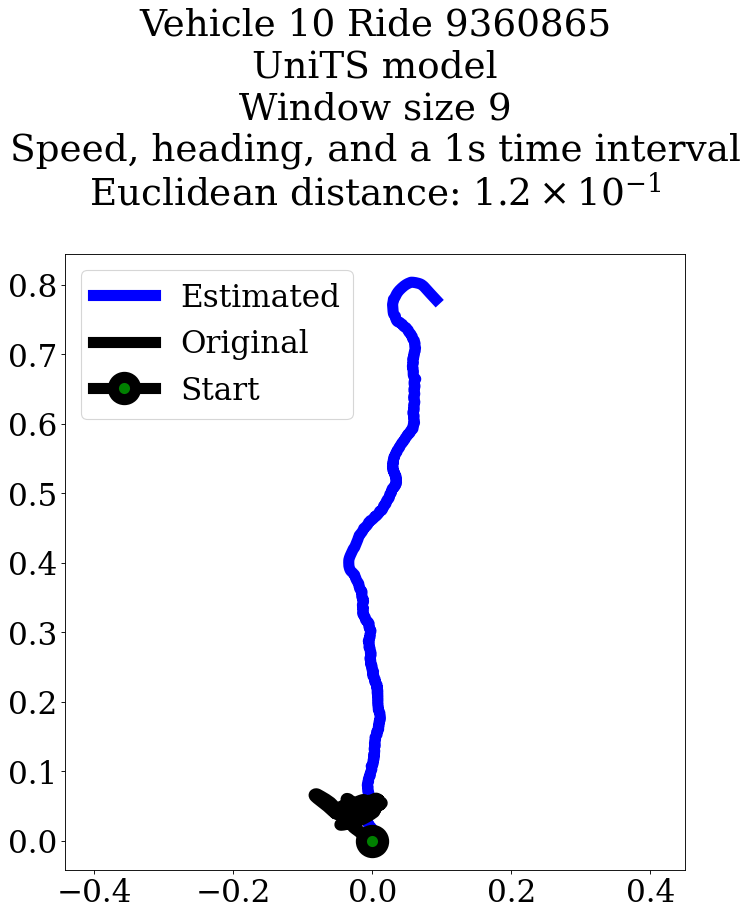 Vehicle 10 Ride 9360865
UniTS model
Window size 9
Speed, heading, and a 1s time interval
Euclidean distance: 1.2 × 10⁻¹
Estimated
Original
Start
0.8
0.7
0.6
0.5
0.4
0.3
0.2
0.1
0.0
−0.4 −0.2 0.0 0.2 0.4